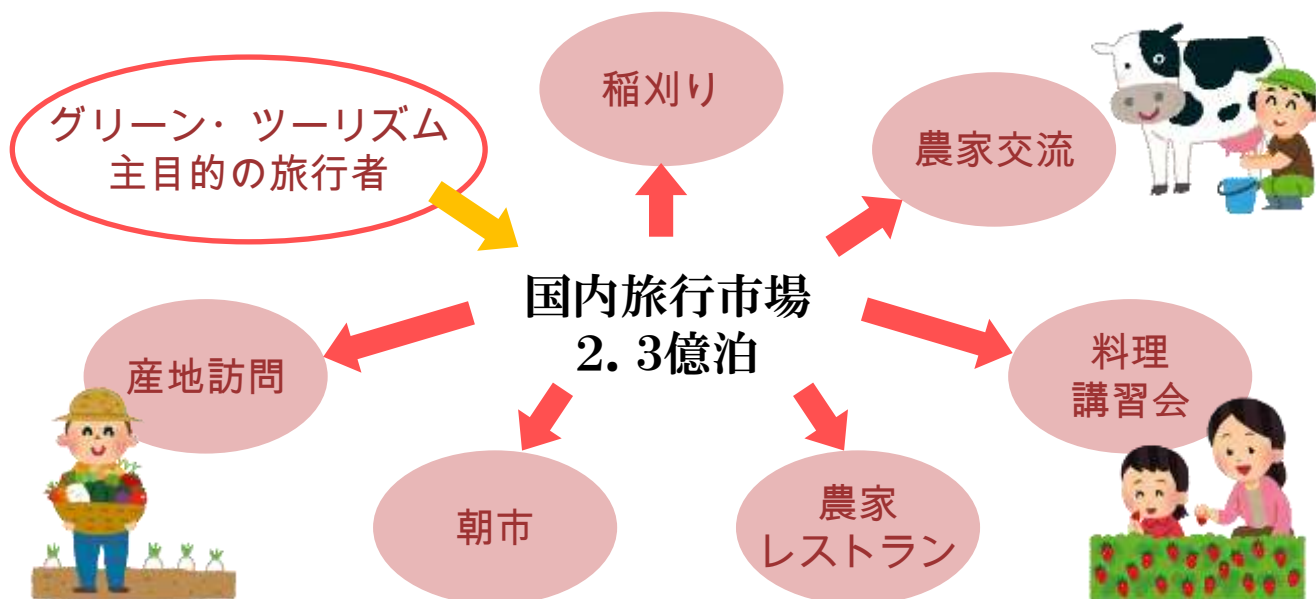 稲刈り
グリーン・ツーリズム
主目的の旅行者
農家交流
国内旅行市場
2.3億泊
産地訪問
料理
講習会
朝市
農家
レストラン